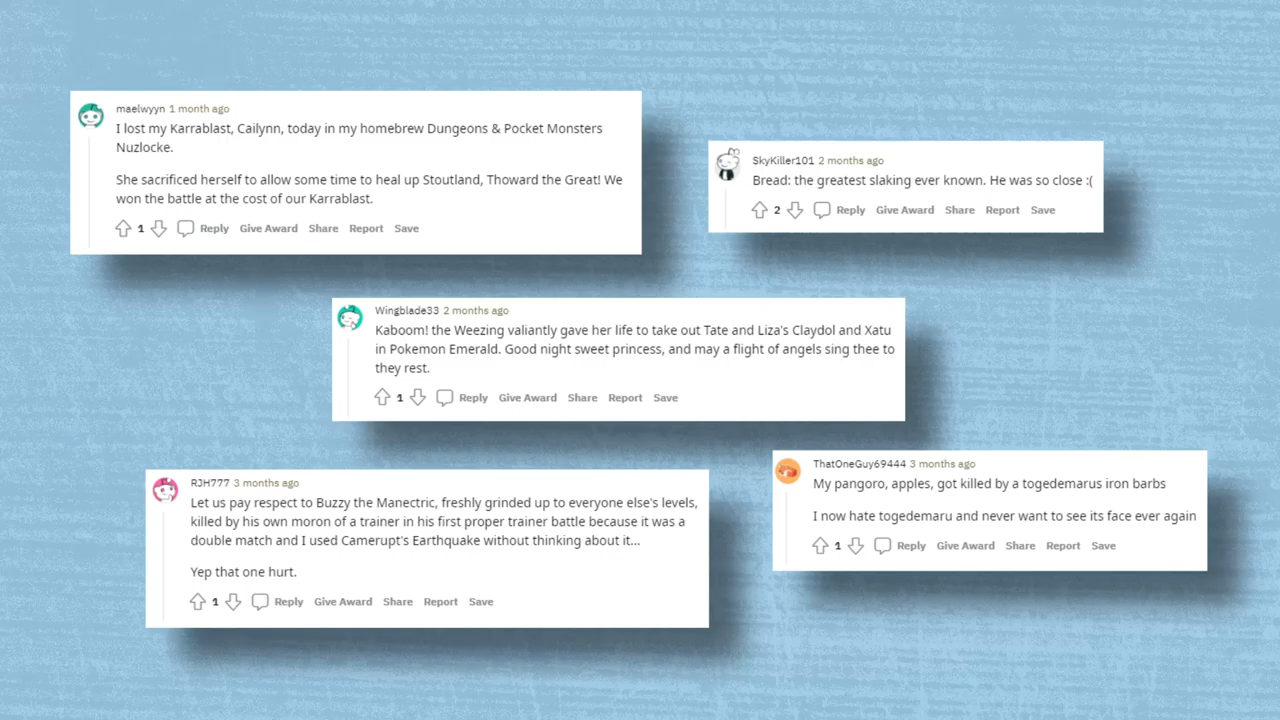 maelwyyn 1 month ago
I lost my Karrablast, Cailynn, today in my homebrew Dungeons & Pocket Monsters
Nuzlocke.
She sacrificed herself to allow some time to heal up Stoutland, Thoward the Great! We
won the battle at the cost of our Karrablast.
1 Reply Give Award Share Report Save
SkyKiller101 2 months ago
Bread: the greatest slaking ever known. He was so close :(
2 Reply Give Award Share Report Save
Wingblade33 2 months ago
Kaboom! the Weezing valiantly gave her life to take out Tate and Liza's Claydol and Xatu
in Pokemon Emerald. Good night sweet princess, and may a flight of angels sing thee to
they rest.
1 Reply Give Award Share Report Save
RJH777 3 months ago
Let us pay respect to Buzzy the Manectric, freshly grinded up to everyone else's levels,
killed by his own moron of a trainer in his first proper trainer battle because it was a
double match and I used Camerupt's Earthquake without thinking about it...
Yep that one hurt.
1 Reply Give Award Share Report Save
ThatOneGuy69444 3 months ago
My pangoro, apples, got killed by a togedemarus iron barbs
I now hate togedemaru and never want to see its face ever again
1 Reply Give Award Share Report Save